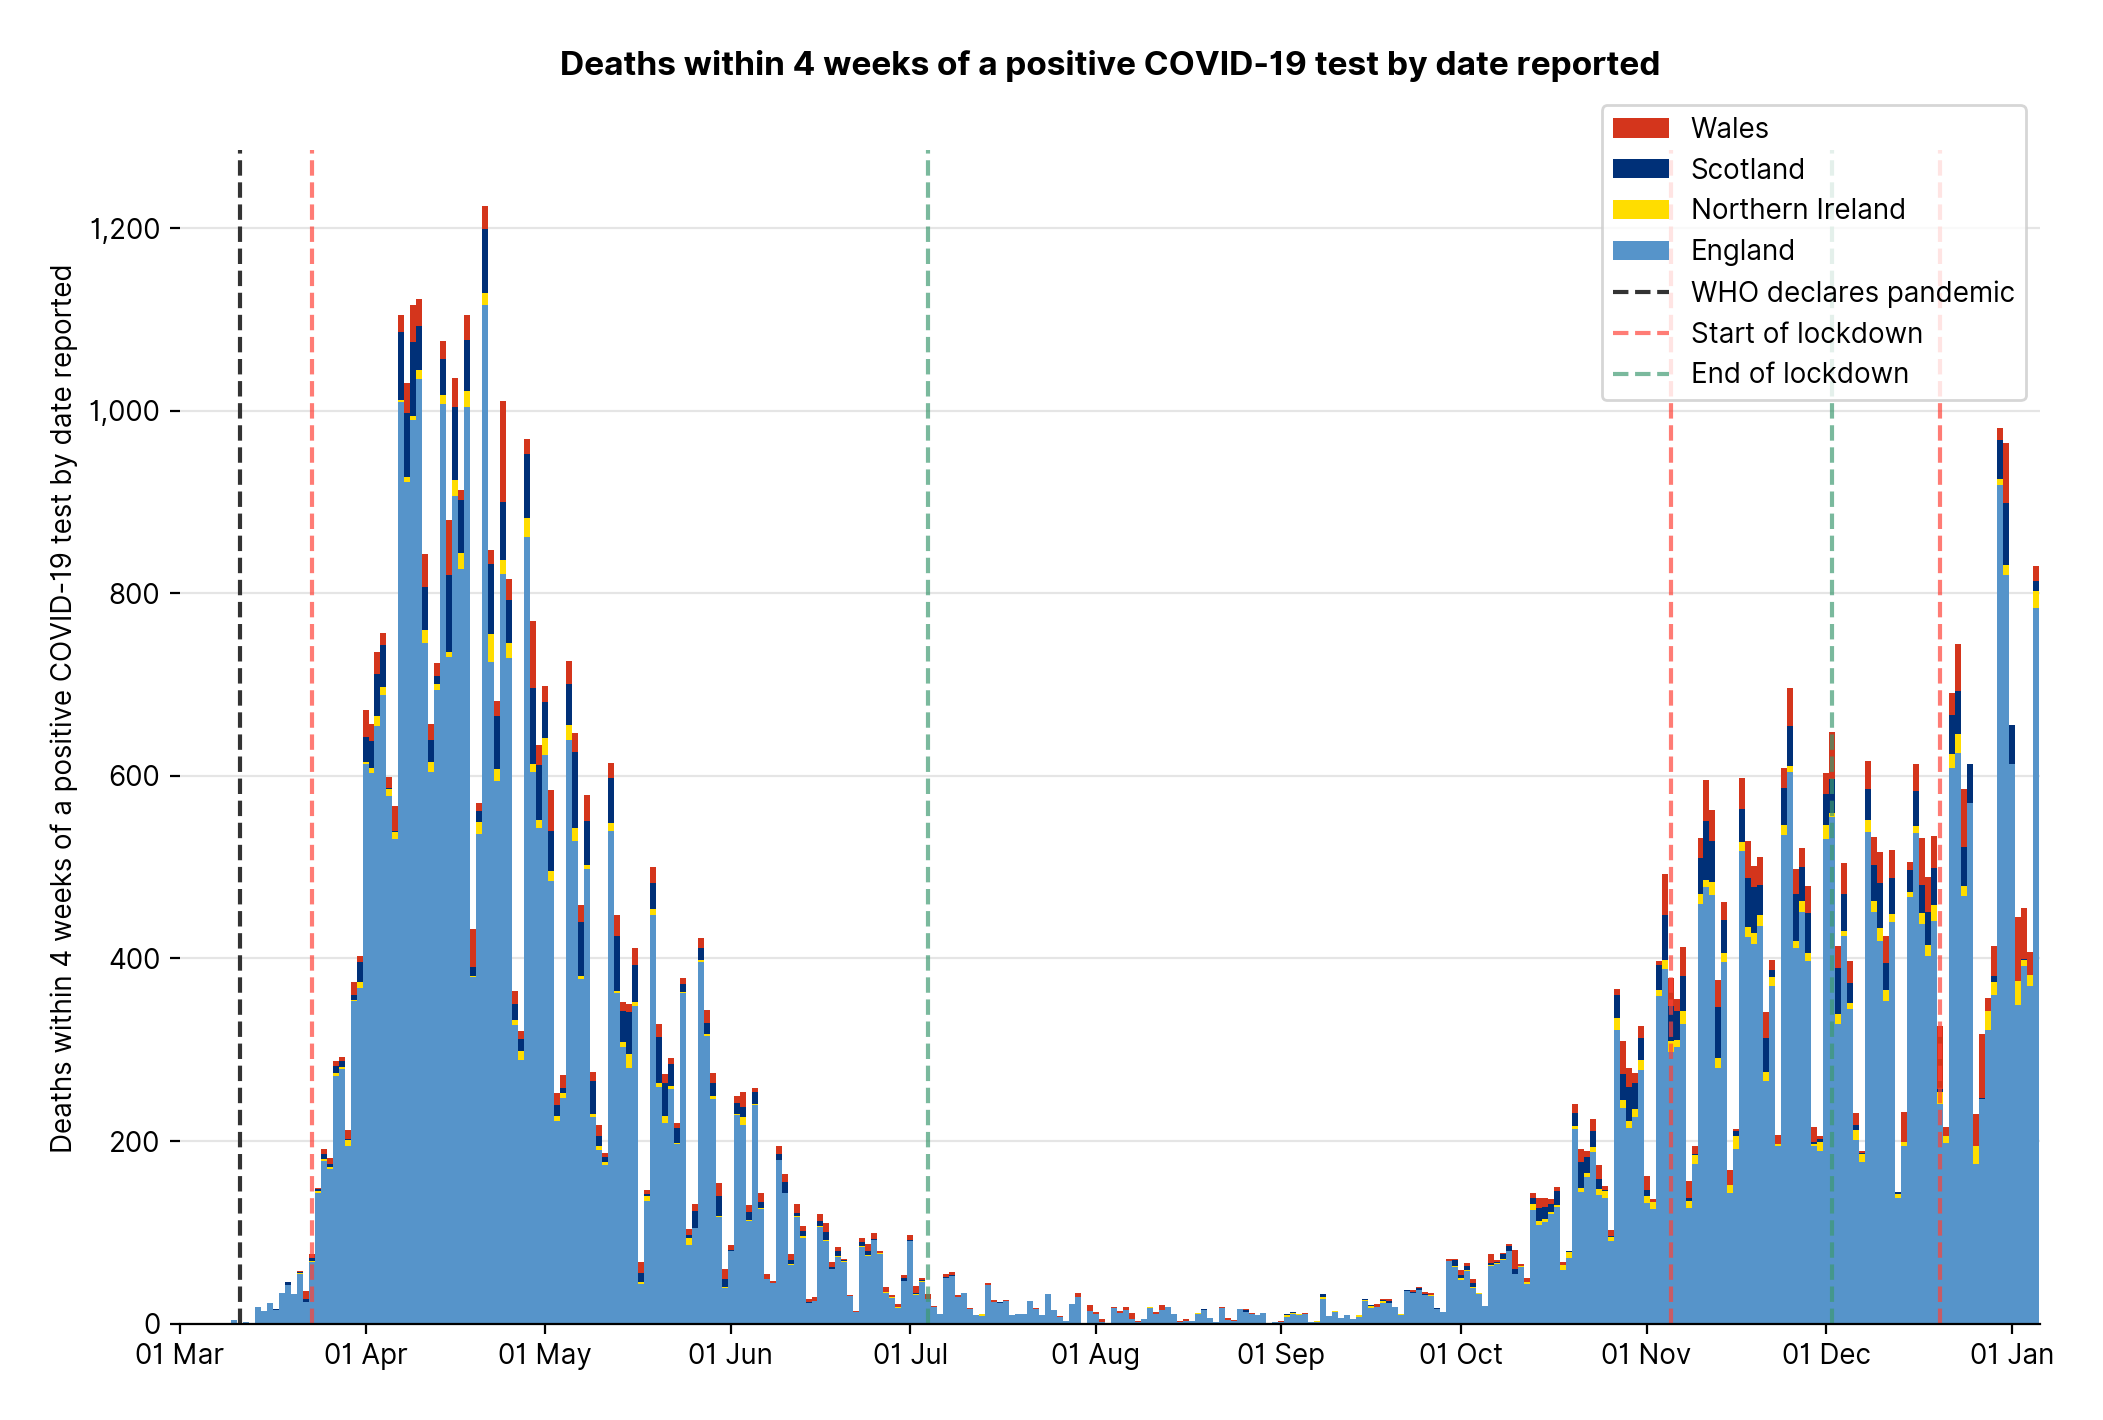 Deaths within 4 weeks of a positive COVID-19 test by date reported
Wales
Scotland
Northern Ireland
England
WHO declares pandemic
Start of lockdown
End of lockdown
Deaths within 4 weeks of a positive COVID-19 test by date reported
1,200
1,000
800
600
400
200
0
01 Mar 01 Apr 01 May 01 Jun 01 Jul 01 Aug 01 Sep 01 Oct 01 Nov 01 Dec 01 Jan